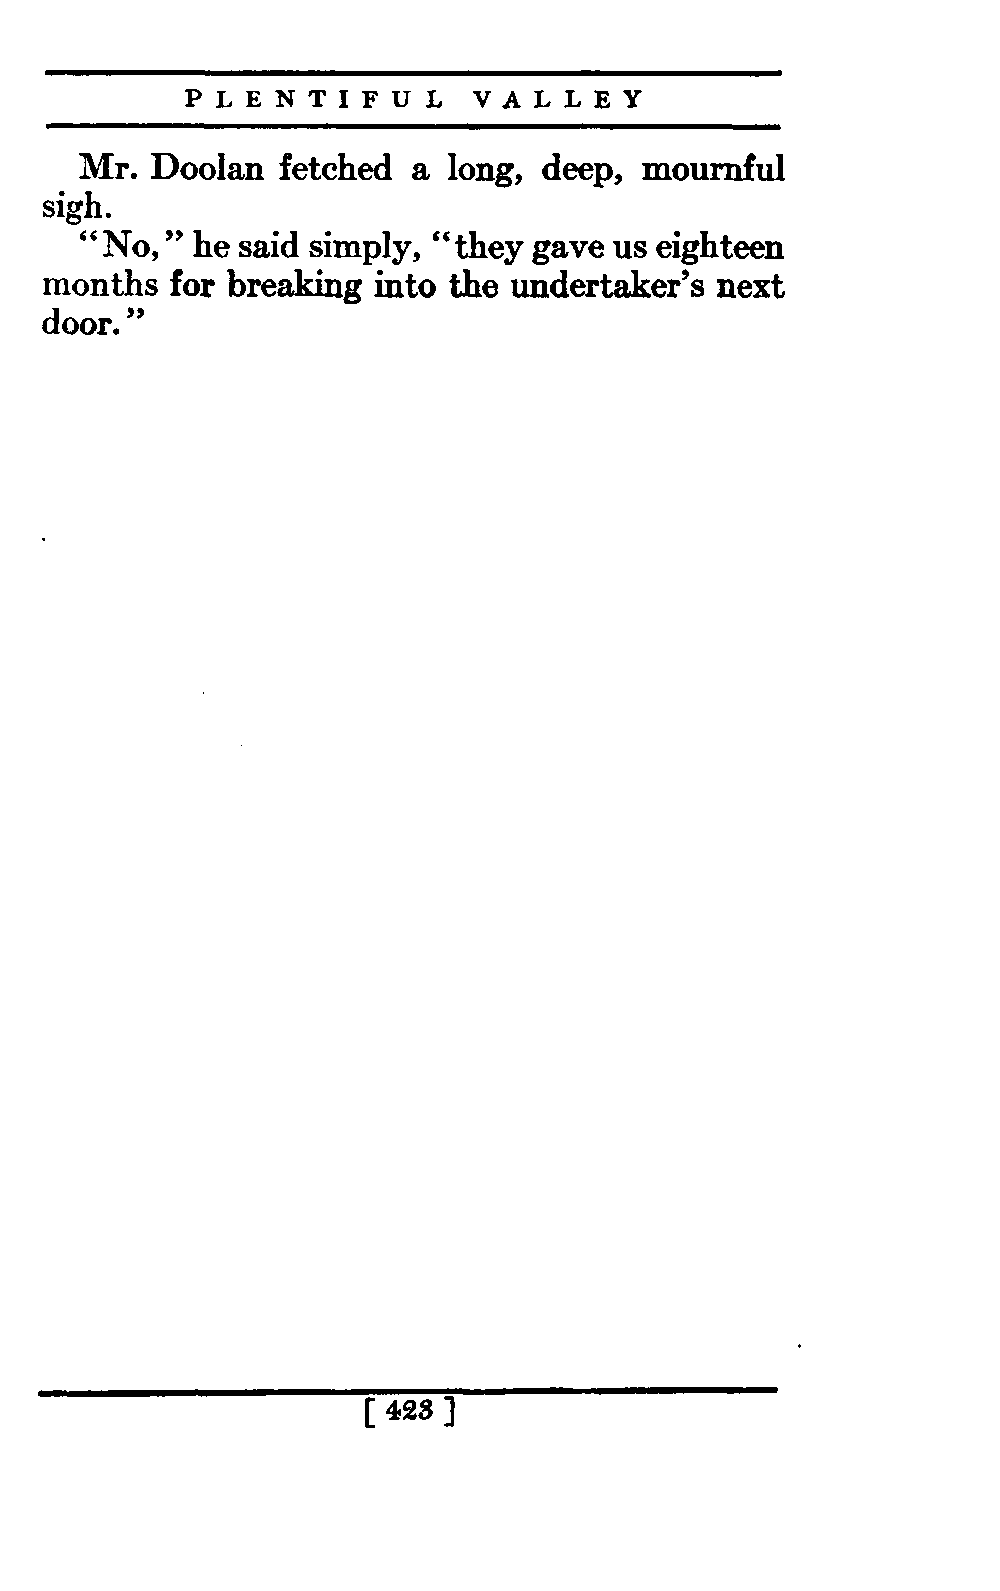 PLENTIFUL VALLEY
Mr. Doolan fetched a long, deep, mournful
sigh.
“No,” he said simply, “they gave us eighteen
months for breaking into the undertaker’s next
door.”
[ 423 ]